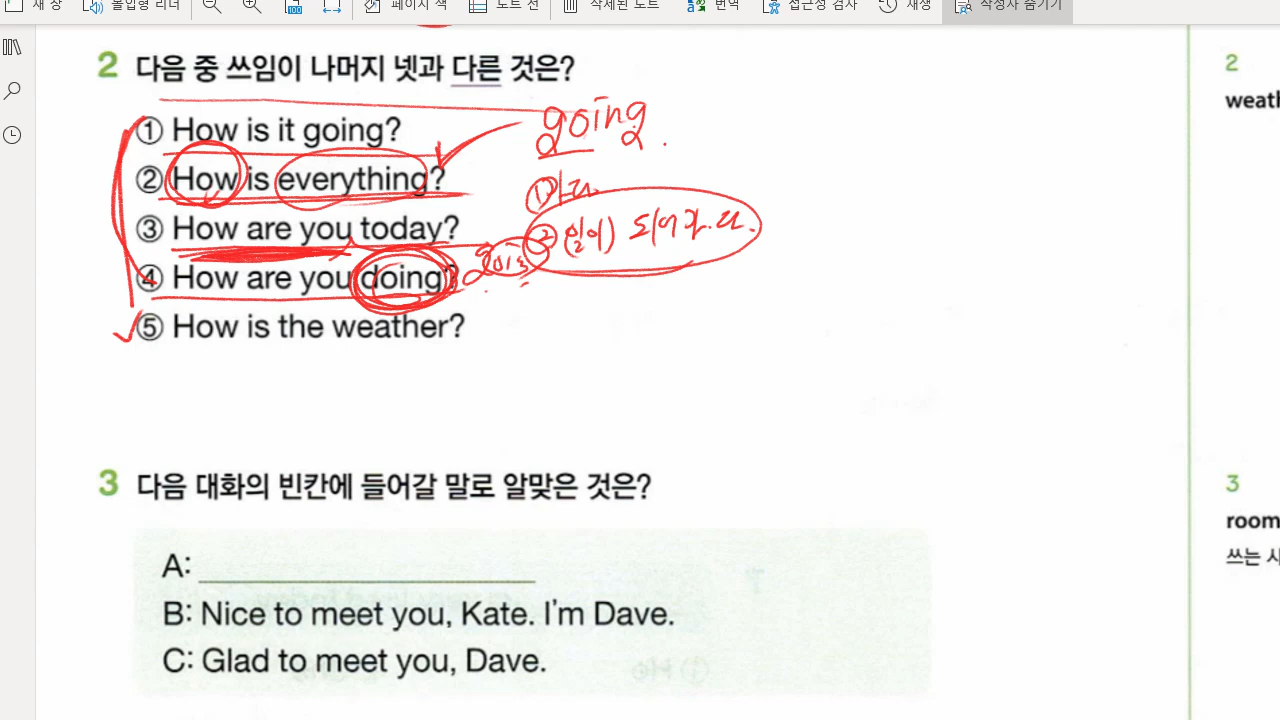 새 창 몰입형 리더 100 페이지 색 노트 선 삭제된 노트 번역 접근성 검사 재생 작성자 숨기기
2 다음 중 쓰임이 나머지 넷과 다른 것은?
① How is it going?
② How is everything?
③ How are you today?
④ How are you doing?
⑤ How is the weather?
going
① 가다
② (일이) 되어가다.
3 다음 대화의 빈칸에 들어갈 말로 알맞은 것은?
A:
B: Nice to meet you, Kate. I'm Dave.
C: Glad to meet you, Dave.
2
weath
3
room
쓰는 사